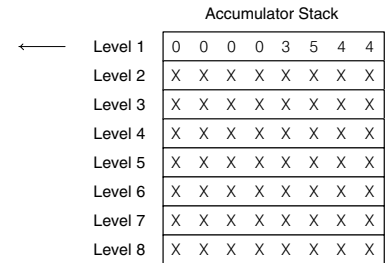 Accumulator Stack
Level 1 0 0 0 0 3 5 4 4
Level 2 X X X X X X X X
Level 3 X X X X X X X X
Level 4 X X X X X X X X
Level 5 X X X X X X X X
Level 6 X X X X X X X X
Level 7 X X X X X X X X
Level 8 X X X X X X X X